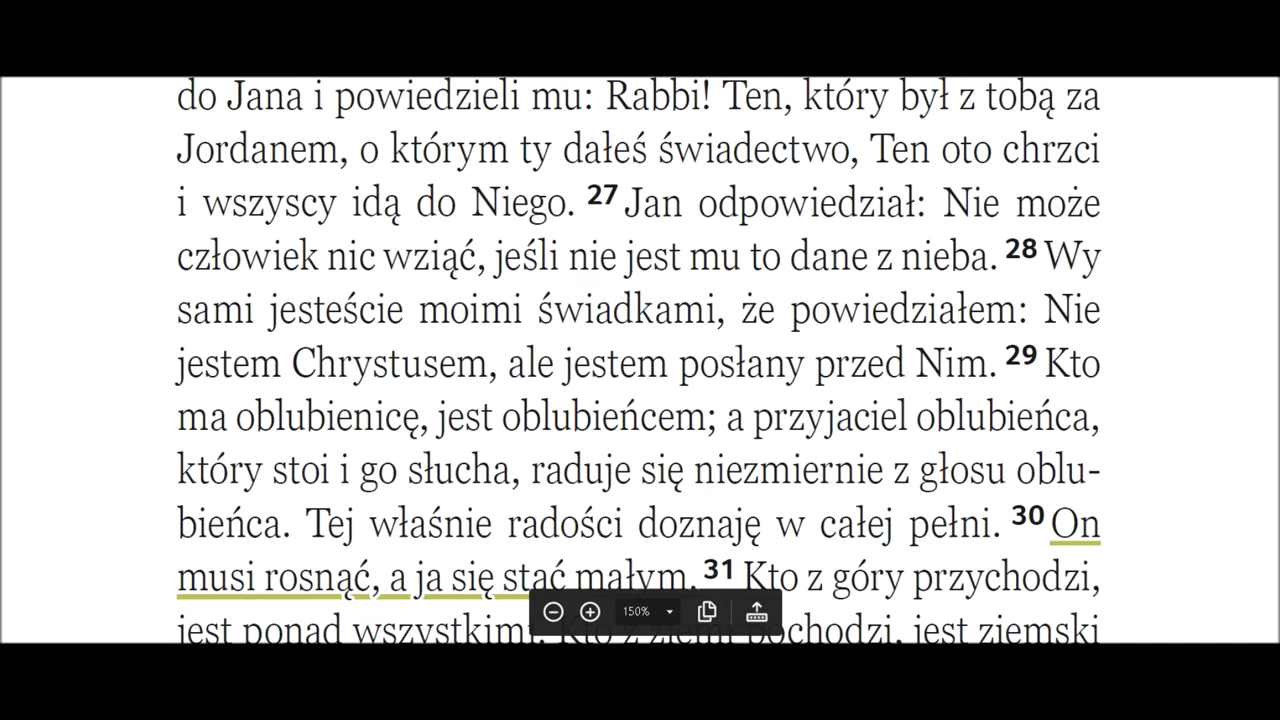 do Jana i powiedzieli mu: Rabbi! Ten, który był z tobą za
Jordanem, o którym ty dałeś świadectwo, Ten oto chrzci
i wszyscy idą do Niego. 27 Jan odpowiedział: Nie może
człowiek nic wziąć, jeśli nie jest mu to dane z nieba. 28 Wy
sami jesteście moimi świadkami, że powiedziałem: Nie
jestem Chrystusem, ale jestem posłany przed Nim. 29 Kto
ma oblubienicę, jest oblubieńcem; a przyjaciel oblubieńca,
który stoi i go słucha, raduje się niezmiernie z głosu oblu-
bieńca. Tej właśnie radości doznaję w całej pełni. 30 On
musi rosnąć, a ja się stać małym. 31 Kto z góry przychodzi,
150%
jest ponad wszystkimi. Kto z ziemi pochodzi, jest ziemski